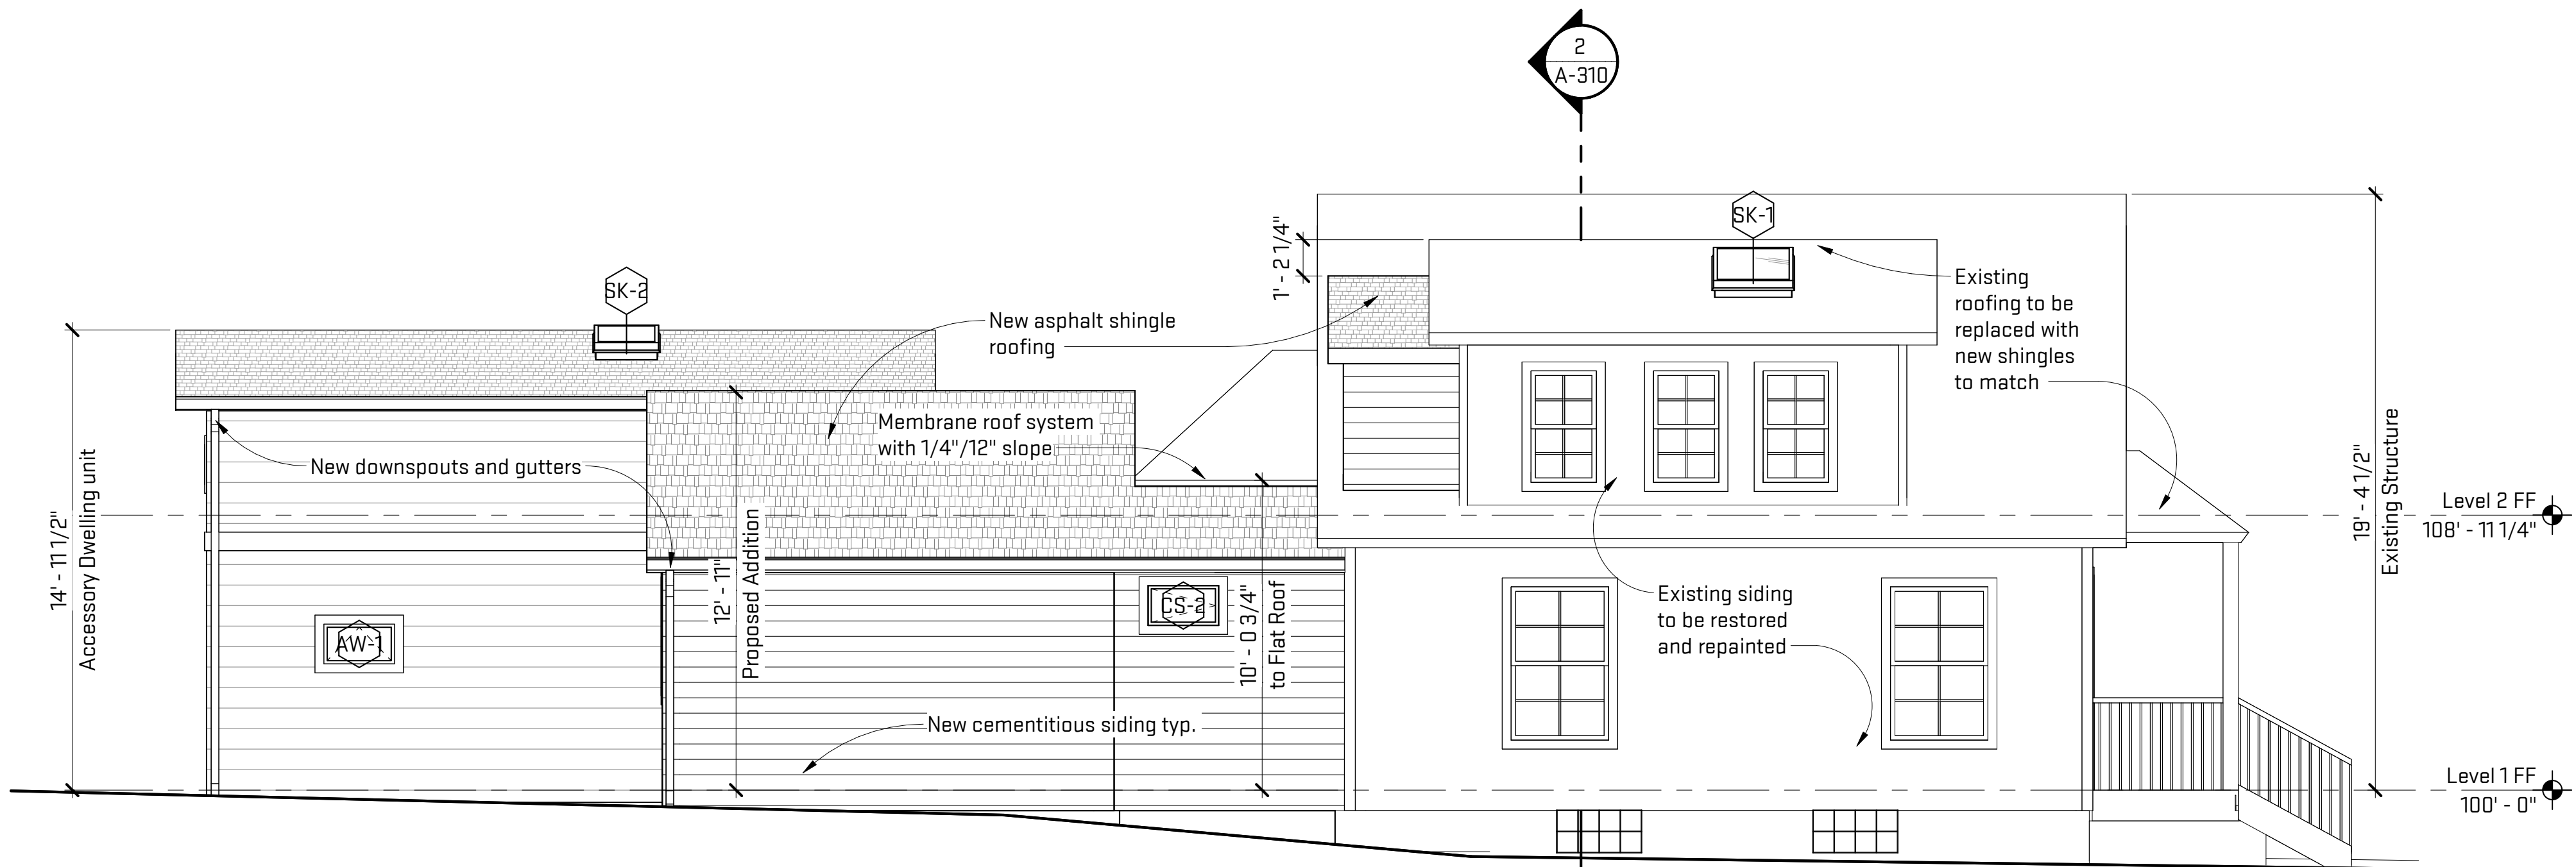 2
A-310
SK-1
SK-2
1' - 2 1/4"
New asphalt shingle
roofing
Existing
roofing to be
replaced with
new shingles
to match
Membrane roof system
with 1/4"/12" slope
New downspouts and gutters
14' - 11 1/2"
Accessory Dwelling unit
12' - 11"
Proposed Addition
10' - 0 3/4"
to Flat Roof
19' - 4 1/2"
Existing Structure
Level 2 FF
108' - 11 1/4"
AW-1
CS-2
Existing siding
to be restored
and repainted
New cementitious siding typ.
Level 1 FF
100' - 0"